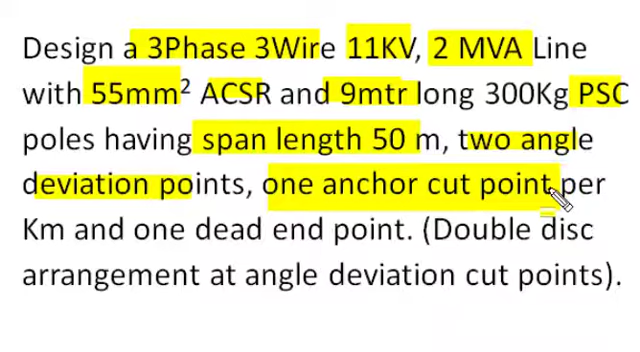 Design a 3Phase 3Wire 11KV, 2 MVA Line
with 55mm² ACSR and 9mtr long 300Kg PSC
poles having span length 50 m, two angle
deviation points, one anchor cut point per
Km and one dead end point. (Double disc
arrangement at angle deviation cut points).